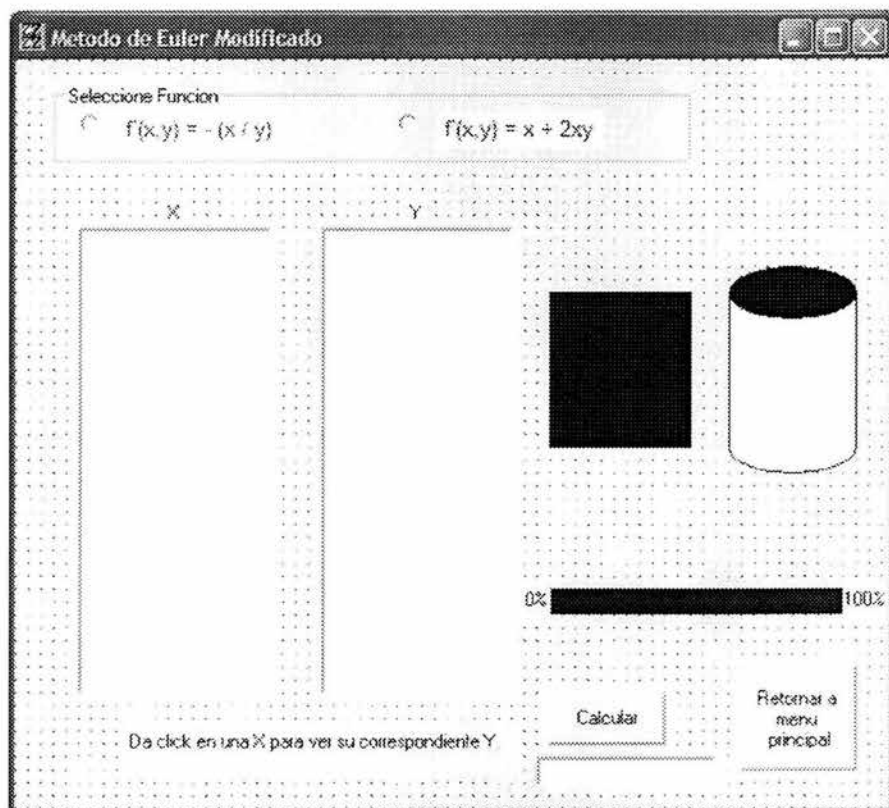 Metodo de Euler Modificado
Seleccione Funcion
f'(x,y) = - (x / y)
f'(x,y) = x + 2xy
X
Y
0%
100%
Calcular
Retornar a
menu
principal
Da click en una X para ver su correspondiente Y